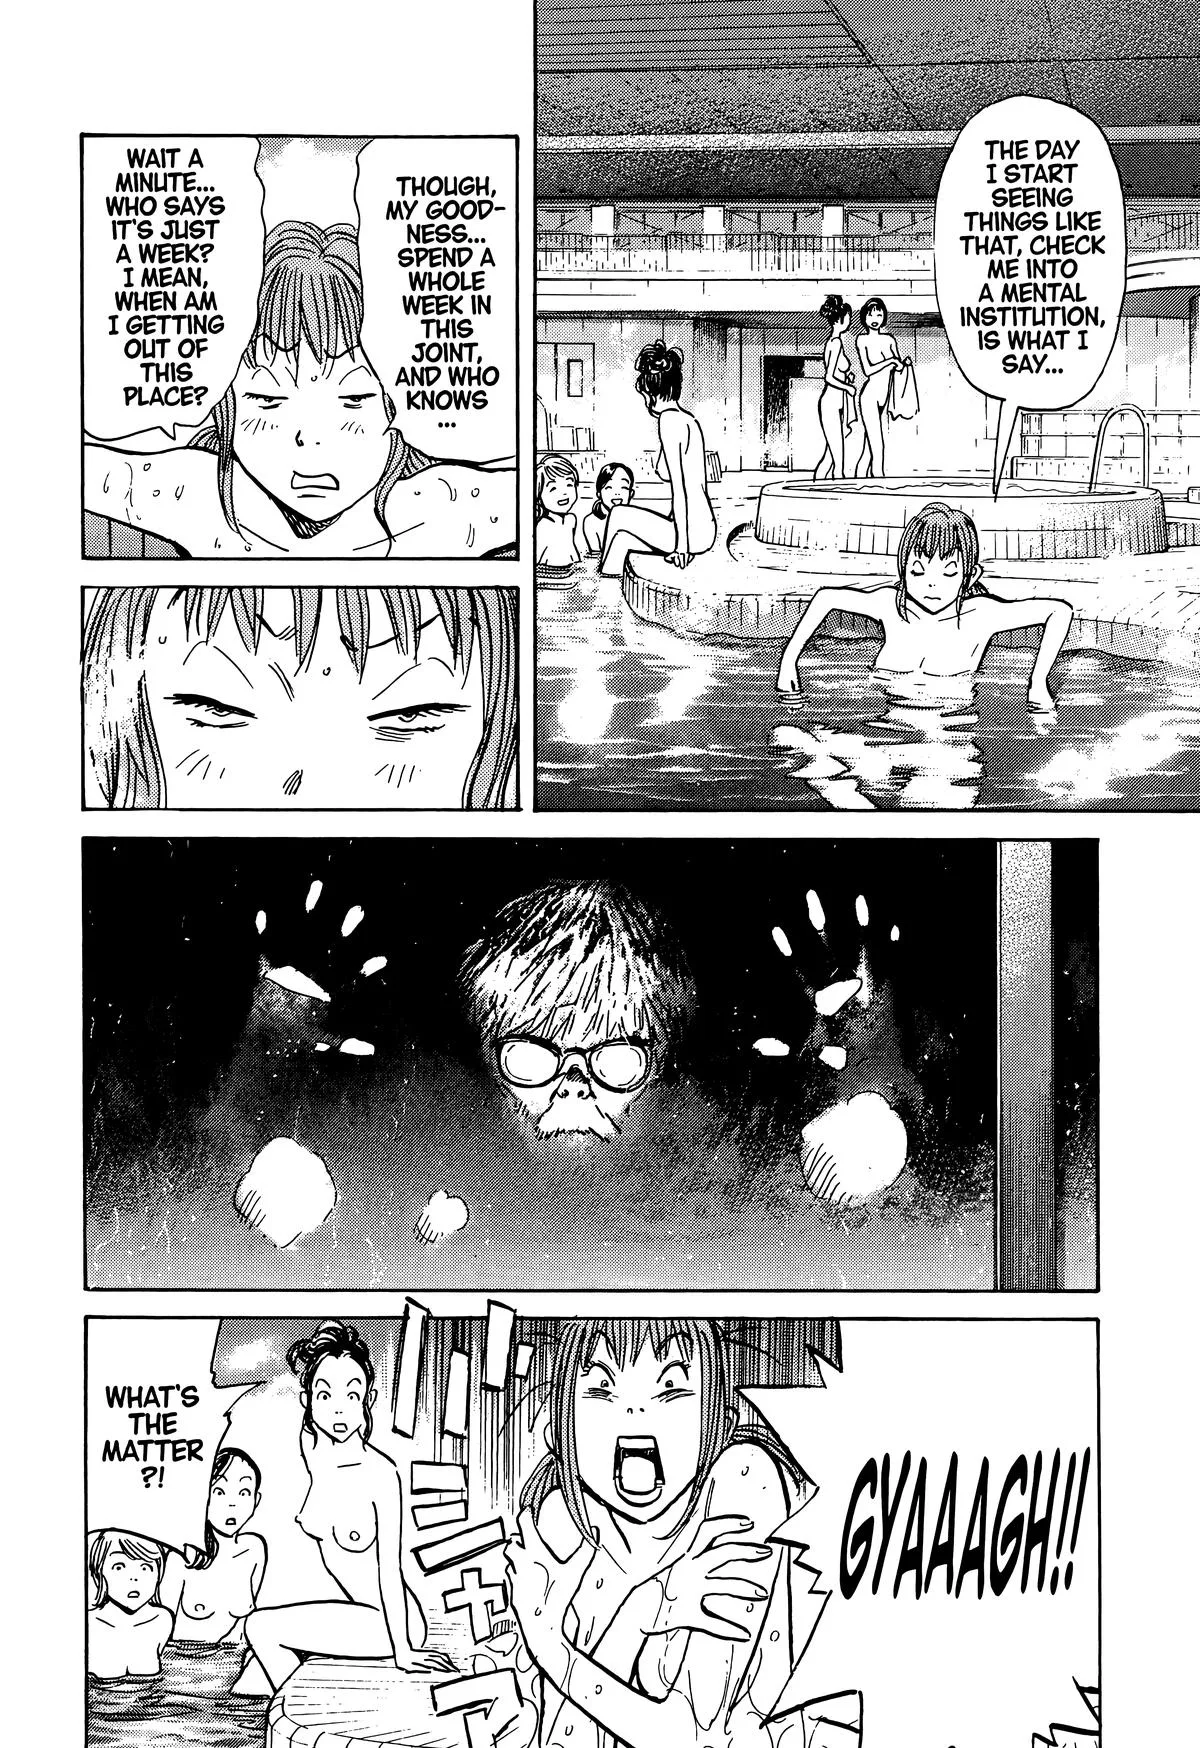 THE DAY
I START
SEEING
THINGS LIKE
THAT, CHECK
ME INTO
A MENTAL
INSTITUTION,
IS WHAT I
SAY...
THOUGH,
MY GOOD-
NESS...
SPEND A
WHOLE
WEEK IN
THIS
JOINT,
AND WHO
KNOWS
...
WAIT A
MINUTE...
WHO SAYS
IT'S JUST
A WEEK?
I MEAN,
WHEN AM
I GETTING
OUT OF
THIS
PLACE?
GYAAAGH!!
WHAT'S
THE
MATTER
?!